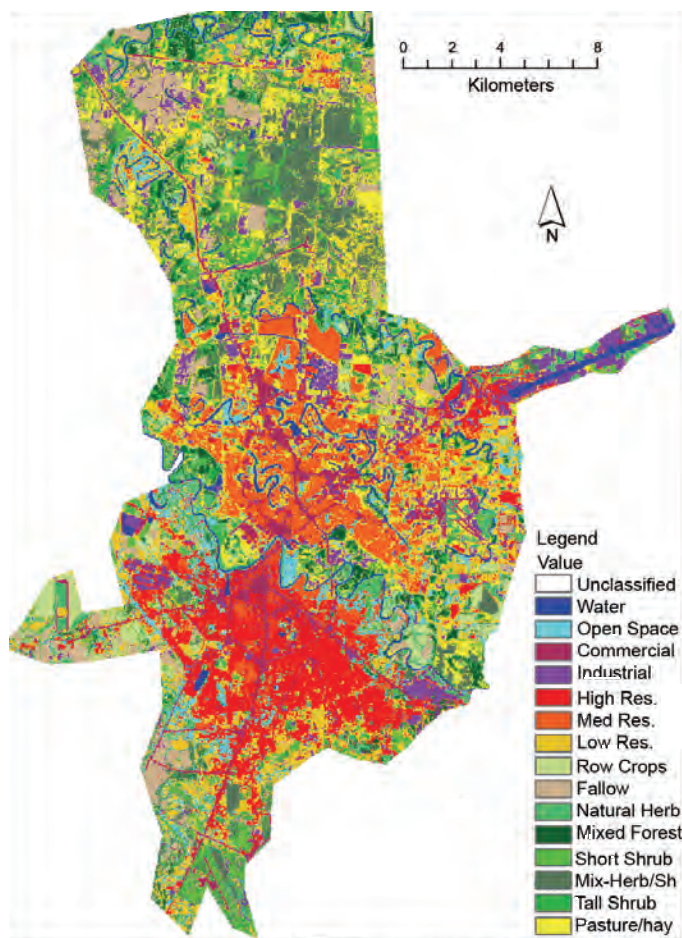 0 2 4 8
Kilometers
N
Legend
Value
Unclassified
Water
Open Space
Commercial
Industrial
High Res.
Med Res.
Low Res.
Row Crops
Fallow
Natural Herb
Mixed Forest
Short Shrub
Mix-Herb/Sh
Tall Shrub
Pasture/hay